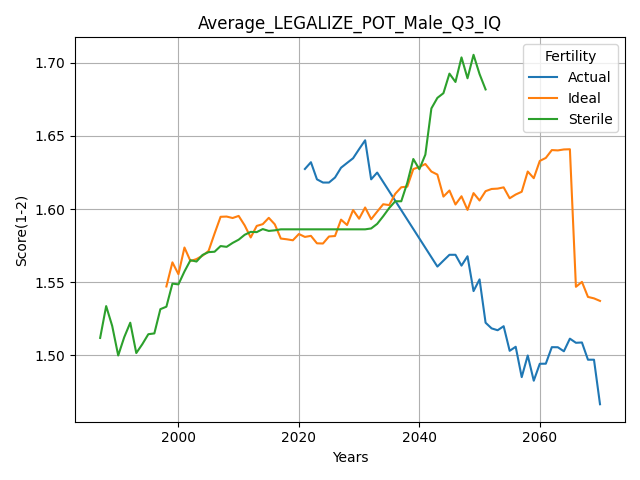 Average_LEGALIZE_POT_Male_Q3_IQ
Fertility
Actual
Ideal
Sterile
1.70
1.65
1.60
1.55
1.50
Score(1-2)
2000
2020
2040
2060
Years